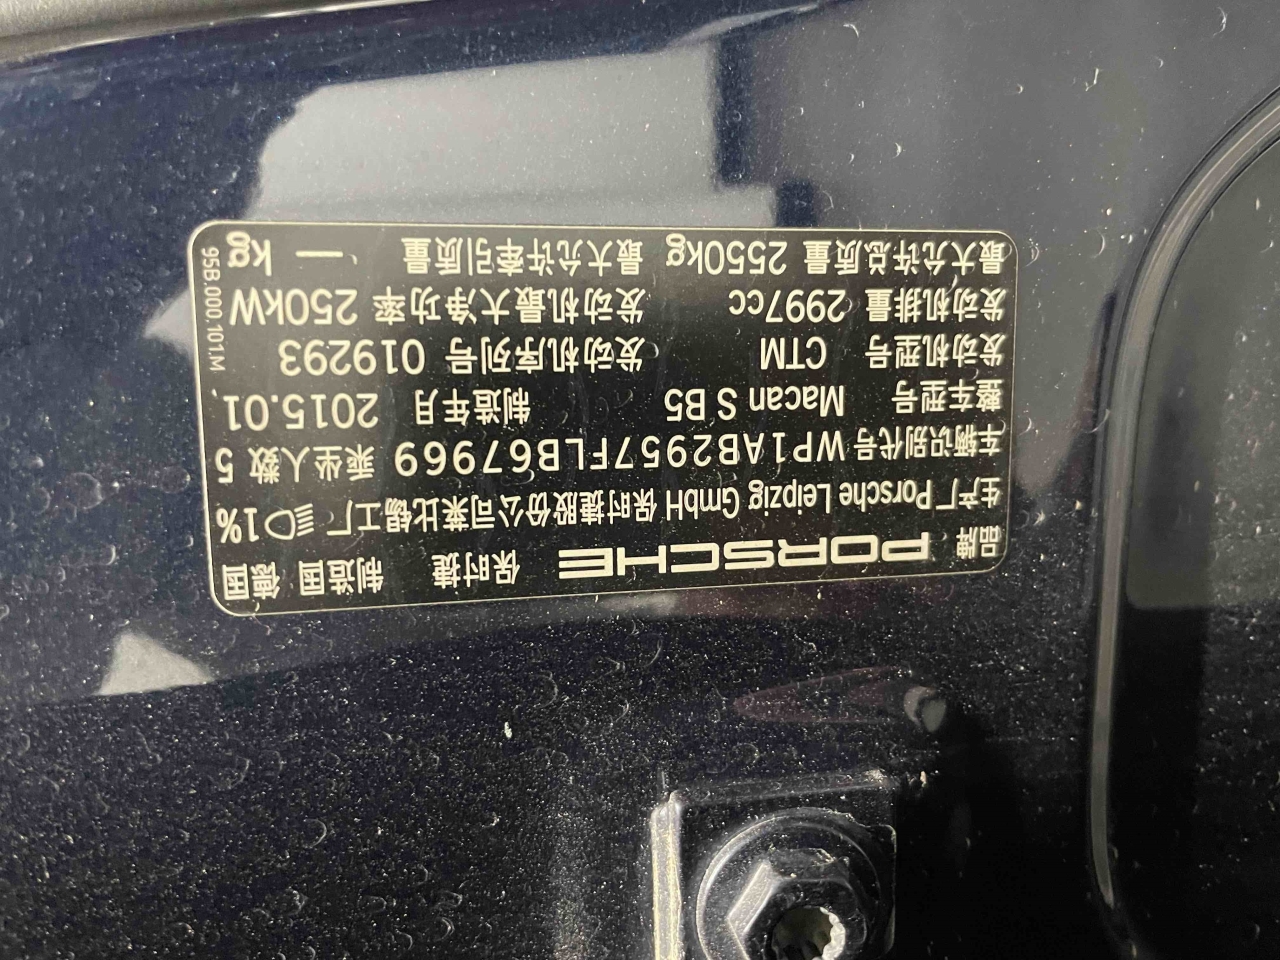 品牌 PORSCHE 保时捷 制造国 德国
生产厂 Porsche Leipzig GmbH 保时捷股份公司莱比锡工厂 1%
车辆识别代号 WP1AB2957FLB67969 乘坐人数 5
整车型号 Macan S B5 制造年月 2015.01.
发动机型号 CTM 发动机序列号 019293
发动机排量 2997cc 发动机最大净功率 250kW
最大允许总质量 2550kg 最大允许牵引质量 — kg
95B.000.101.M